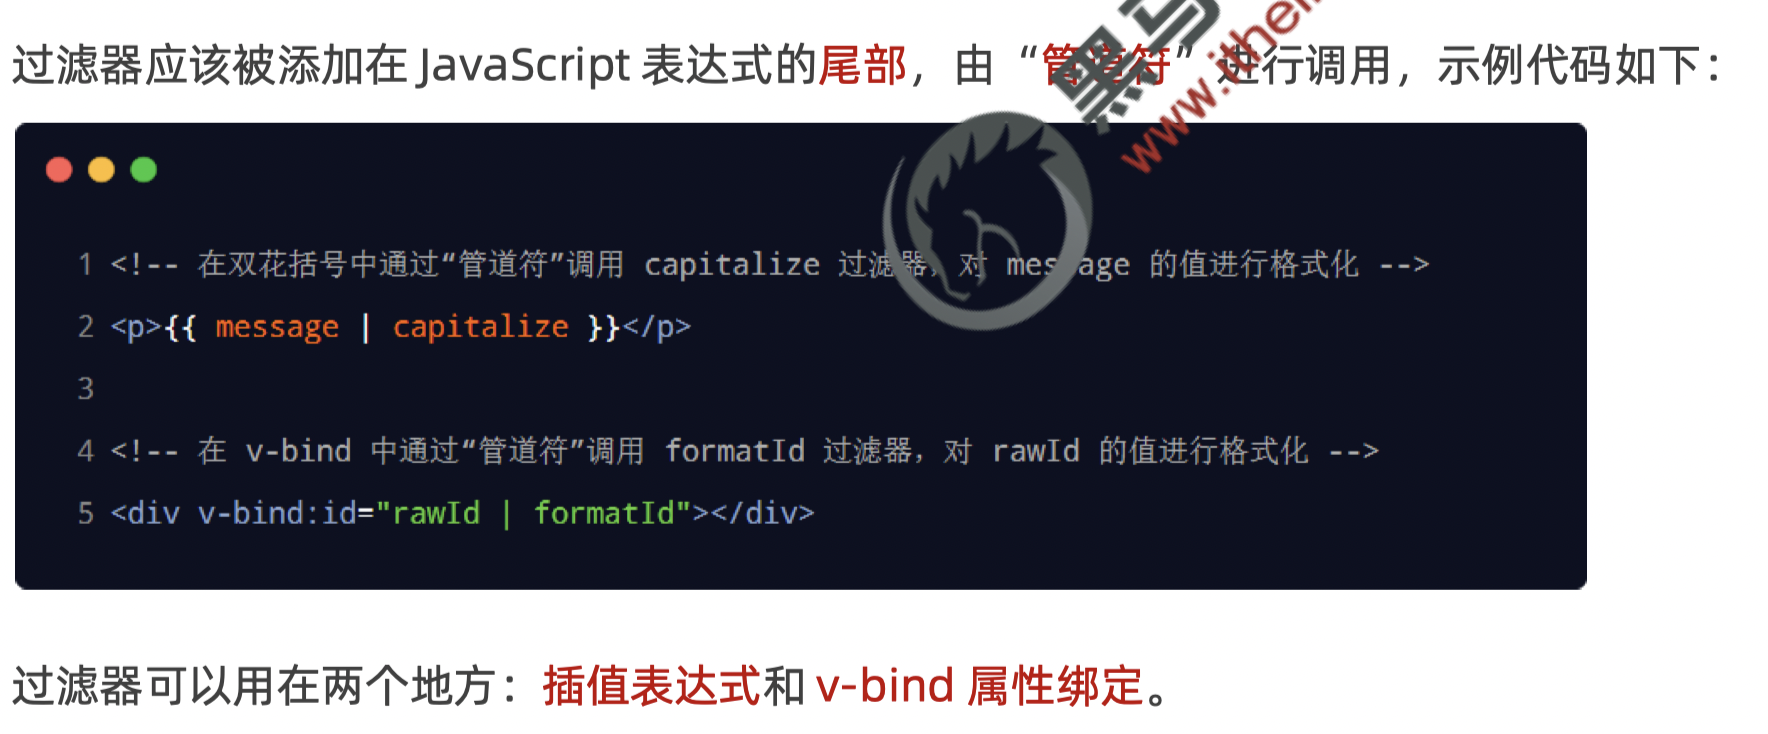 过滤器应该被添加在 JavaScript 表达式的尾部，由“管道符”进行调用，示例代码如下：
黑马
www.ithei
1 <!-- 在双花括号中通过“管道符”调用 capitalize 过滤器，对 message 的值进行格式化 -->
2 <p>{{ message | capitalize }}</p>
3
4 <!-- 在 v-bind 中通过“管道符”调用 formatId 过滤器，对 rawId 的值进行格式化 -->
5 <div v-bind:id="rawId | formatId"></div>
过滤器可以用在两个地方：插值表达式和 v-bind 属性绑定。